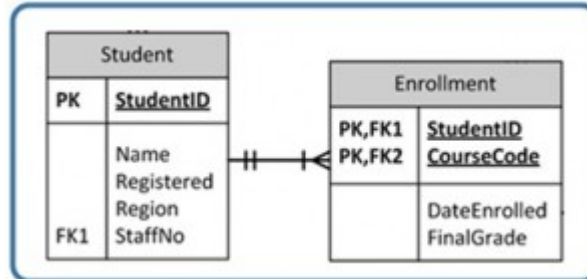 Student
PK StudentID
Name
Registered
Region
FK1 StaffNo
Enrollment
PK,FK1 StudentID
PK,FK2 CourseCode
DateEnrolled
FinalGrade